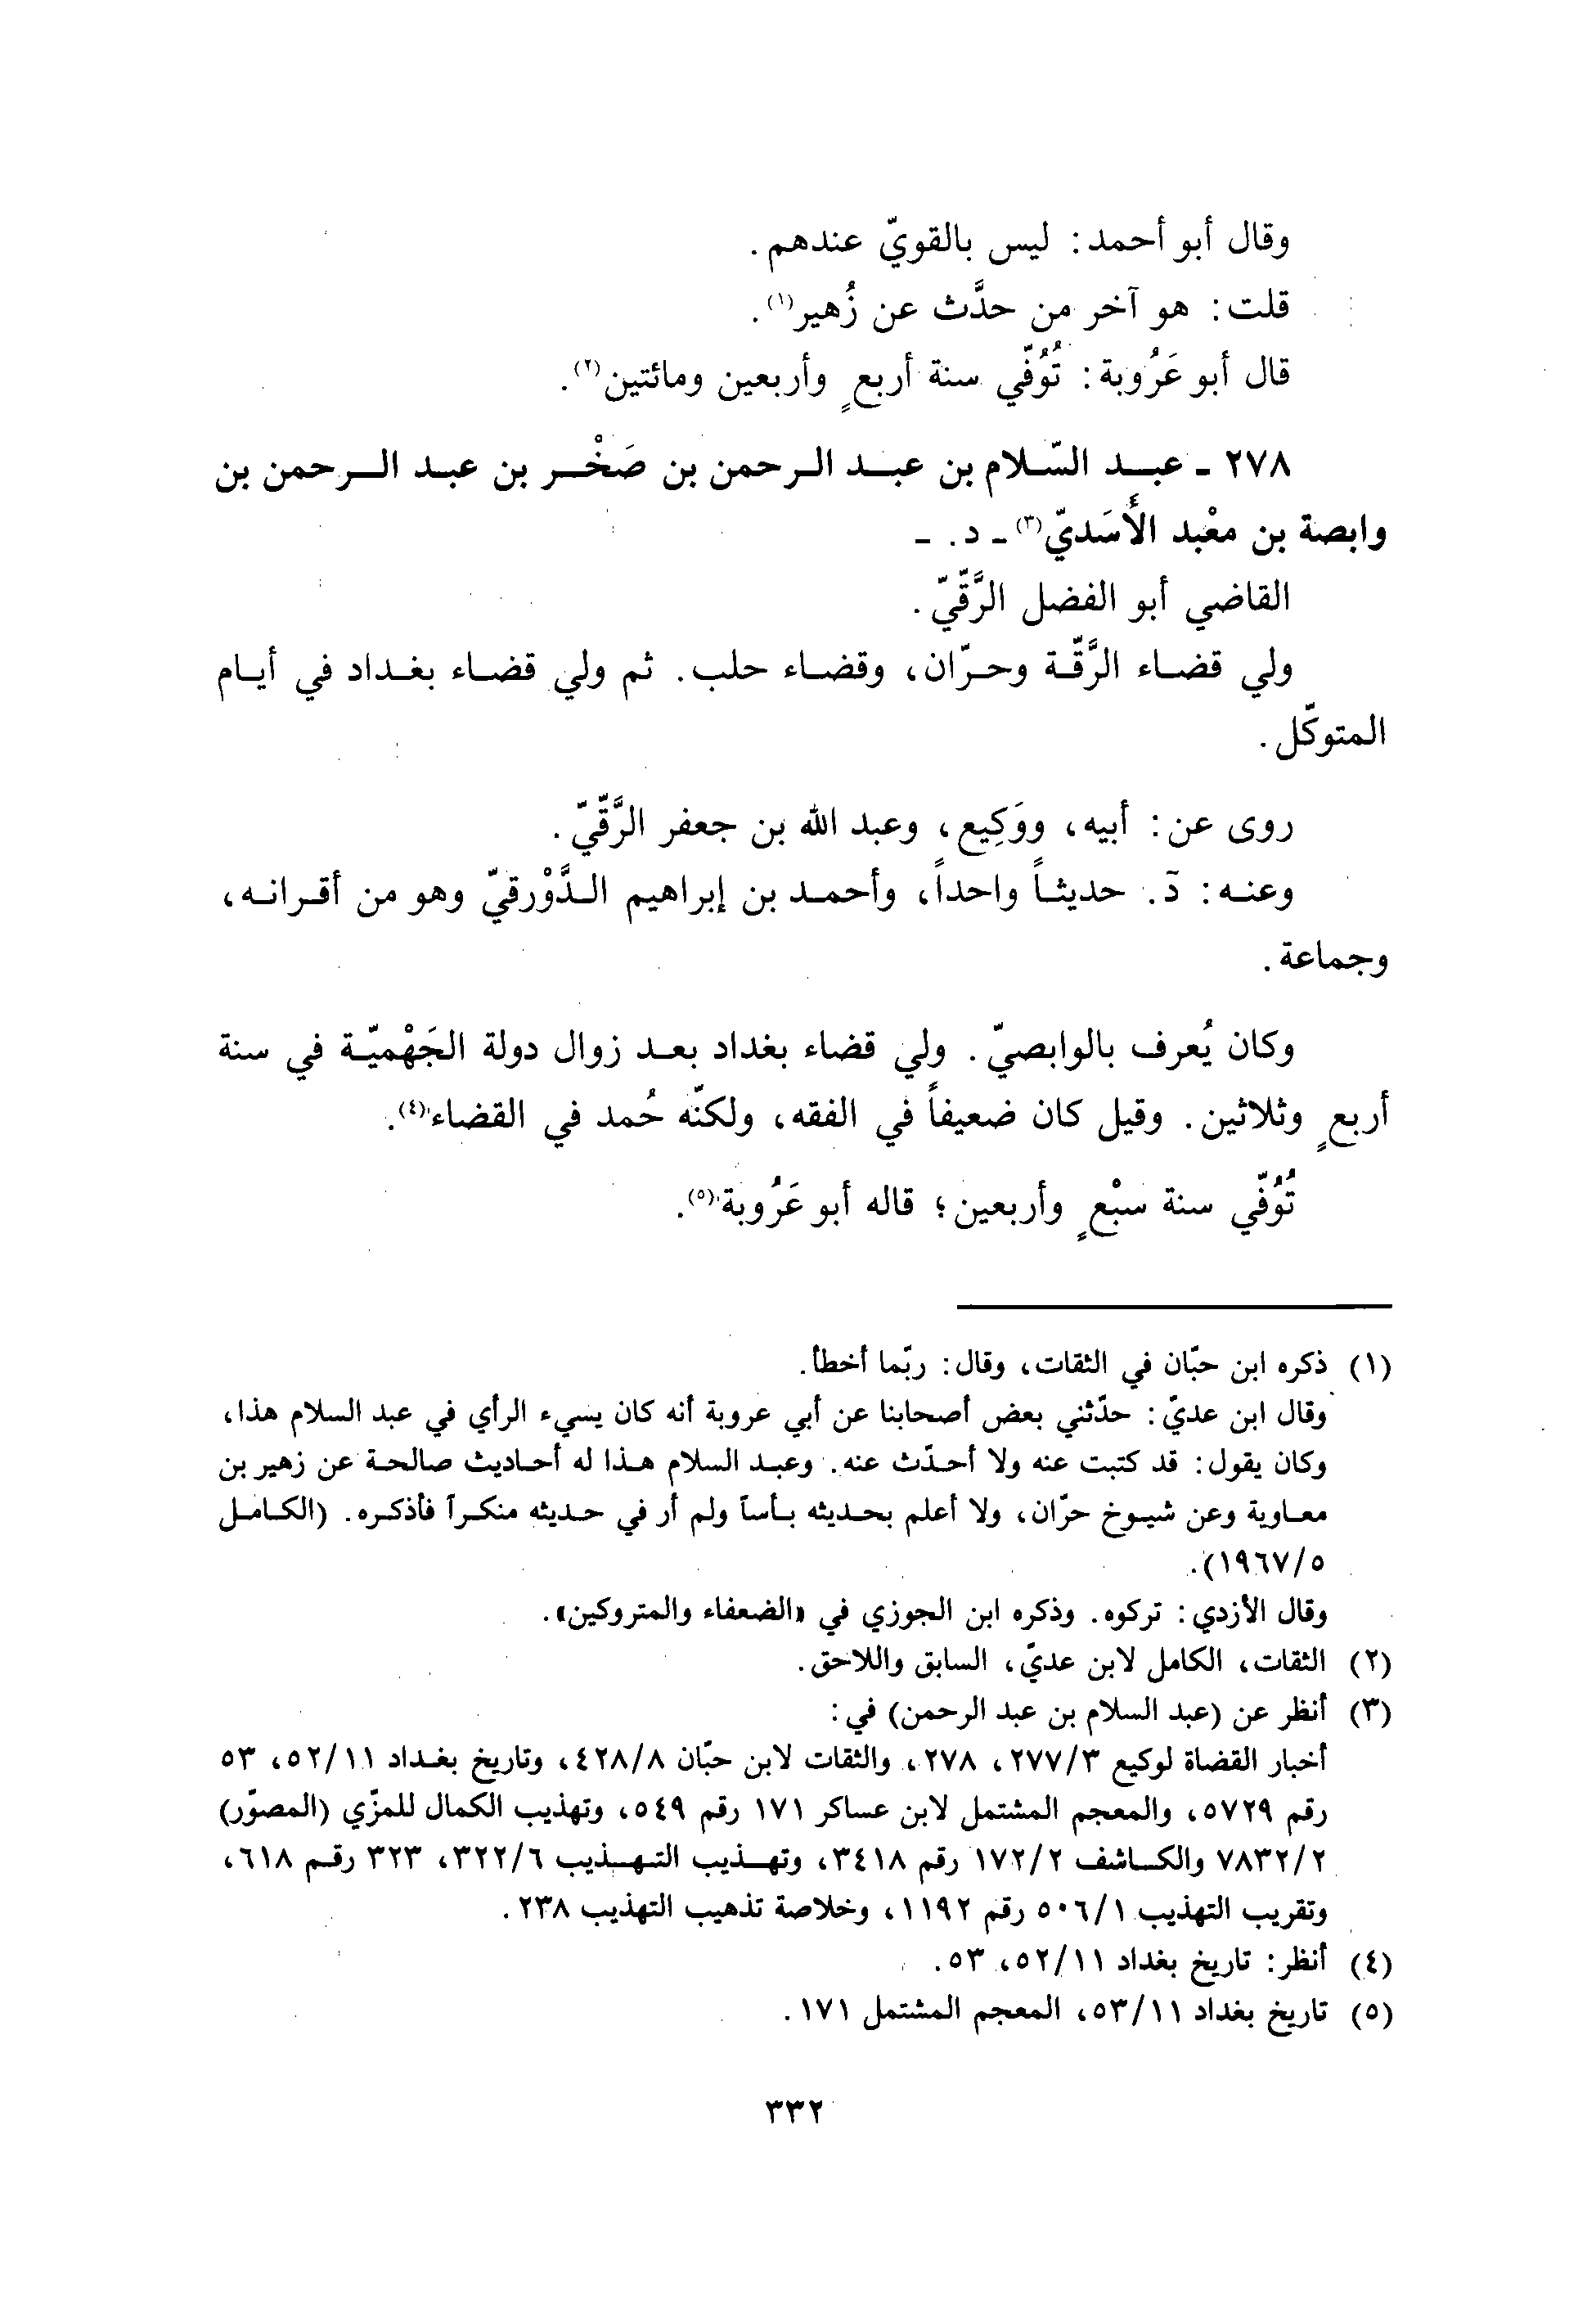 وقال أبو أحمد: ليس بالقويّ عندهم.
قلت: هو آخر من حدَّث عن زُهير(١).
قال أبو عَرُوبة: تُوُفّي سنة أربعٍ وأربعين ومائتين(٢).
٢٧٨ - عبد السّلام بن عبد الرحمن بن صَخْر بن عبد الرحمن بن
وابصة بن معْبد الأَسَديّ(٣) - د. -
القاضي أبو الفضل الرَّقّيّ.
ولي قضاء الرَّقّة وحرّان، وقضاء حلب. ثم ولي قضاء بغداد في أيام
المتوكّل.
روى عن: أبيه، ووَكِيع، وعبد الله بن جعفر الرَّقّيّ.
وعنه: د. حديثاً واحداً، وأحمد بن إبراهيم الدَّوْرقيّ وهو من أقرانه،
وجماعة.
وكان يُعرف بالوابصيّ. ولي قضاء بغداد بعد زوال دولة الجَهْميّة في سنة
أربعٍ وثلاثين. وقيل كان ضعيفاً في الفقه، ولكنّه حُمد في القضاء(٤).
تُوُفّي سنة سبْعٍ وأربعين؛ قاله أبو عَرُوبة(٥).
(١) ذكره ابن حبّان في الثقات، وقال: ربّما أخطأ.
وقال ابن عديّ: حدّثني بعض أصحابنا عن أبي عروبة أنه كان يسيء الرأي في عبد السلام هذا،
وكان يقول: قد كتبت عنه ولا أحدّث عنه. وعبد السلام هذا له أحاديث صالحة عن زهير بن
معاوية وعن شيوخ حرّان، ولا أعلم بحديثه بأساً ولم أر في حديثه منكراً فأذكره. (الكامل
٥/١٩٦٧).
وقال الأزدي: تركوه. وذكره ابن الجوزي في «الضعفاء والمتروكين».
(٢) الثقات، الكامل لابن عديّ، السابق واللاحق.
(٣) أنظر عن (عبد السلام بن عبد الرحمن) في:
أخبار القضاة لوكيع ٣/٢٧٧، ٢٧٨، والثقات لابن حبّان ٨/٤٢٨، وتاريخ بغداد ١١/٥٢، ٥٣
رقم ٥٧٢٩، والمعجم المشتمل لابن عساكر ١٧١ رقم ٥٤٩، وتهذيب الكمال للمزّي (المصوّر)
٢/٧٨٣٢ والكاشف ٢/١٧٢ رقم ٣٤١٨، وتهذيب التهذيب ٦/٣٢٢، ٣٢٣ رقم ٦١٨،
وتقريب التهذيب ١/٥٠٦ رقم ١١٩٢، وخلاصة تذهيب التهذيب ٢٣٨.
(٤) أنظر: تاريخ بغداد ١١/٥٢، ٥٣.
(٥) تاريخ بغداد ١١/٥٣، المعجم المشتمل ١٧١.
٣٣٢